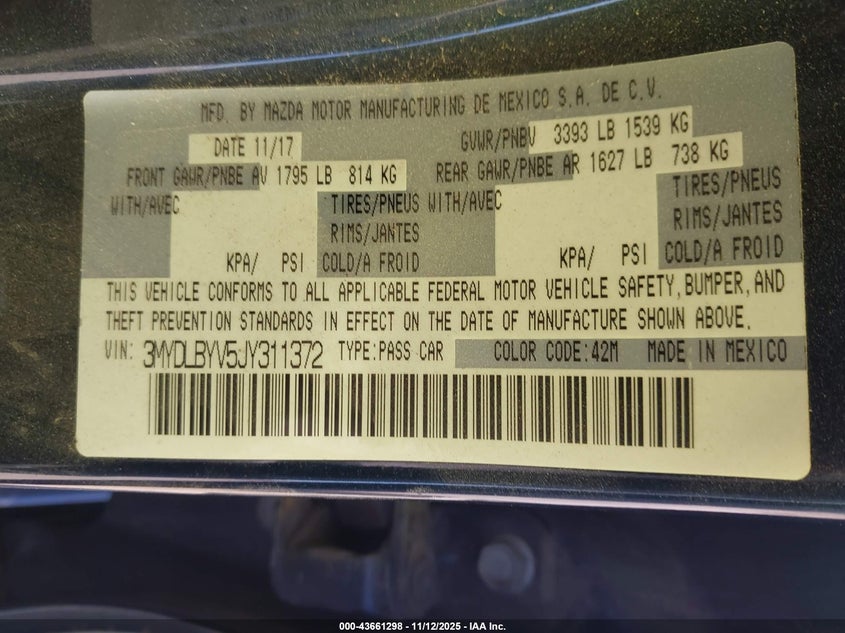 MFD. BY MAZDA MOTOR MANUFACTURING DE MEXICO S.A. DE C.V.
DATE 11/17 GVWR/PNBV 3393 LB 1539 KG
FRONT GAWR/PNBE AV 1795 LB 814 KG REAR GAWR/PNBE AR 1627 LB 738 KG
WITH/AVEC TIRES/PNEUS WITH/AVEC TIRES/PNEUS
RIMS/JANTES RIMS/JANTES
KPA/ PSI COLD/A FROID KPA/ PSI COLD/A FROID
THIS VEHICLE CONFORMS TO ALL APPLICABLE FEDERAL MOTOR VEHICLE SAFETY, BUMPER, AND
THEFT PREVENTION STANDARDS IN EFFECT ON THE DATE OF MANUFACTURE SHOWN ABOVE.
VIN: 3MYDLBYV5JY311372 TYPE: PASS CAR COLOR CODE: 42M MADE IN MEXICO
000-43661298 - 11/12/2025 - IAA Inc.